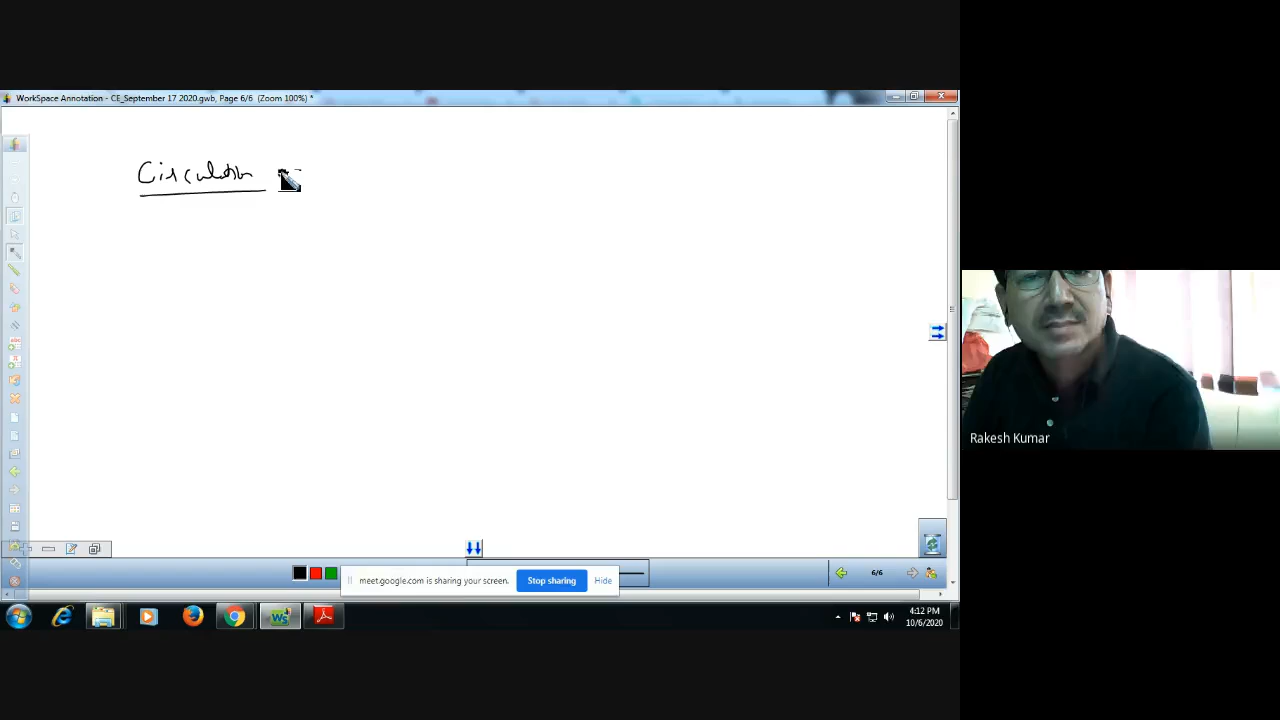 WorkSpace Annotation - CE_September 17 2020.gwb, Page 6/6 (Zoom 100%) *
Circulation
Rakesh Kumar
meet.google.com is sharing your screen.
Stop sharing
Hide
6/6
WS
4:12 PM
10/6/2020